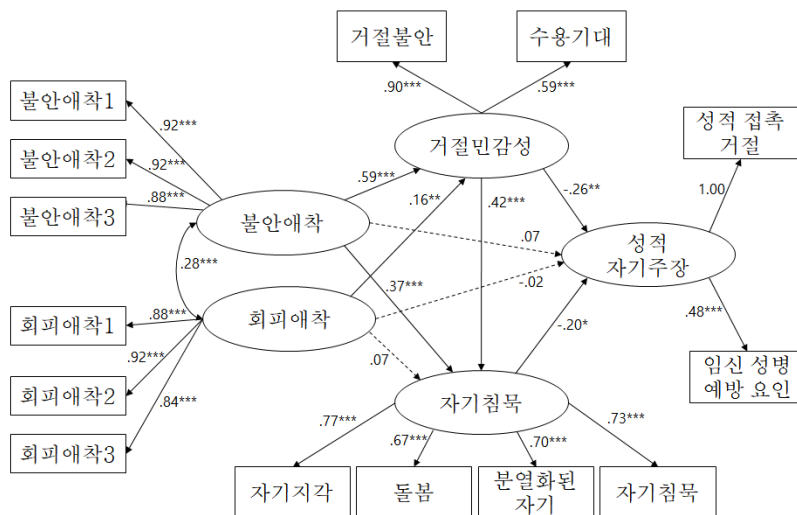 거절불안
수용기대
불안애착1
.90***
.59***
.92***
성적 접촉
거절
거절민감성
불안애착2
.92***
.59***
-.26**
1.00
.16**
불안애착3
.88***
불안애착
.42***
.07
성적
자기주장
.28***
.37***
-.02
회피애착1
.88***
회피애착
.48***
-.20*
.92***
.07
임신 성병
예방 요인
회피애착2
.84***
자기침묵
.77***
.73***
회피애착3
.67***
.70***
자기지각
돌봄
분열화된
자기
자기침묵